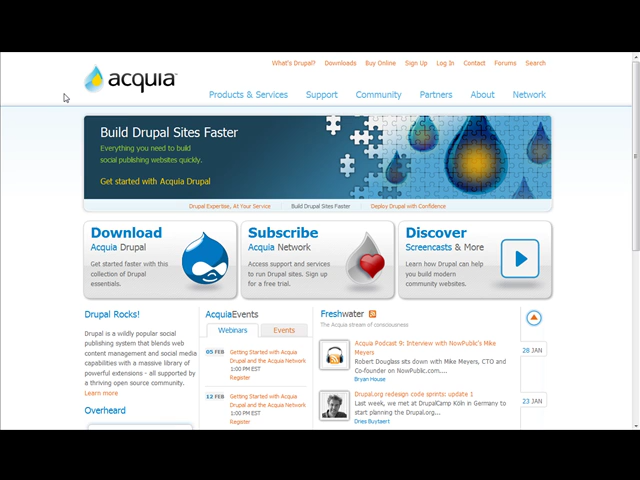 What's Drupal? Downloads Buy Online Sign Up Log In Contact Forums Search
acquia
Products & Services Support Community Partners About Network
Build Drupal Sites Faster
Everything you need to build
social publishing websites quickly.
Get started with Acquia Drupal
Drupal Expertise, At Your Service Build Drupal Sites Faster Deploy Drupal with Confidence
Download
Acquia Drupal
Get started faster with this
collection of Drupal
essentials.
Subscribe
Acquia Network
Access support and services
to run Drupal sites. Sign up
for a free trial.
Discover
Screencasts & More
Learn how Drupal can help
you build modern
community websites.
Drupal Rocks!
Drupal is a wildly popular social
publishing system that blends web
content management and social media
capabilities with a massive library of
powerful extensions - all supported by
a thriving open source community.
Learn more
Overheard
AcquiaEvents
Webinars Events
05 FEB
Getting Started with Acquia
Drupal and the Acquia Network
1:00 PM EST
Register
12 FEB
Getting Started with Acquia
Drupal and the Acquia Network
1:00 PM EST
Register
Freshwater
The Acquia stream of consciousness
Acquia Podcast 9: Interview with NowPublic's Mike
Meyers
Robert Douglass sits down with Mike Meyers, CTO and
Co-founder on NowPublic.com....
Bryan House
28 JAN
Drupal.org redesign code sprints: update 1
Last week, we met at DrupalCamp Köln in Germany to
start planning the Drupal.org...
Dries Buytaert
23 JAN